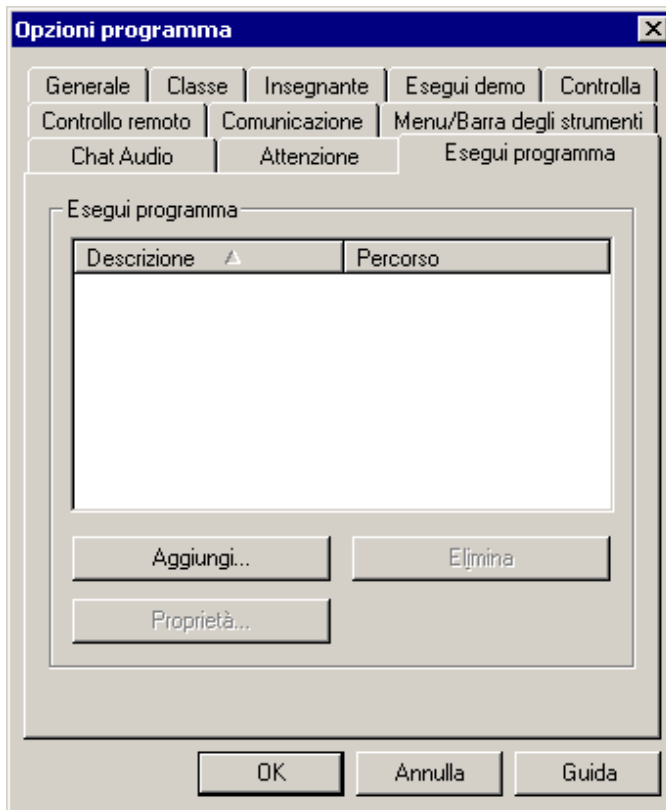 Opzioni programma
Generale Classe Insegnante Esegui demo Controlla
Controllo remoto Comunicazione Menu/Barra degli strumenti
Chat Audio Attenzione Esegui programma
Esegui programma
Descrizione Percorso
Aggiungi... Elimina
Proprietà...
OK Annulla Guida